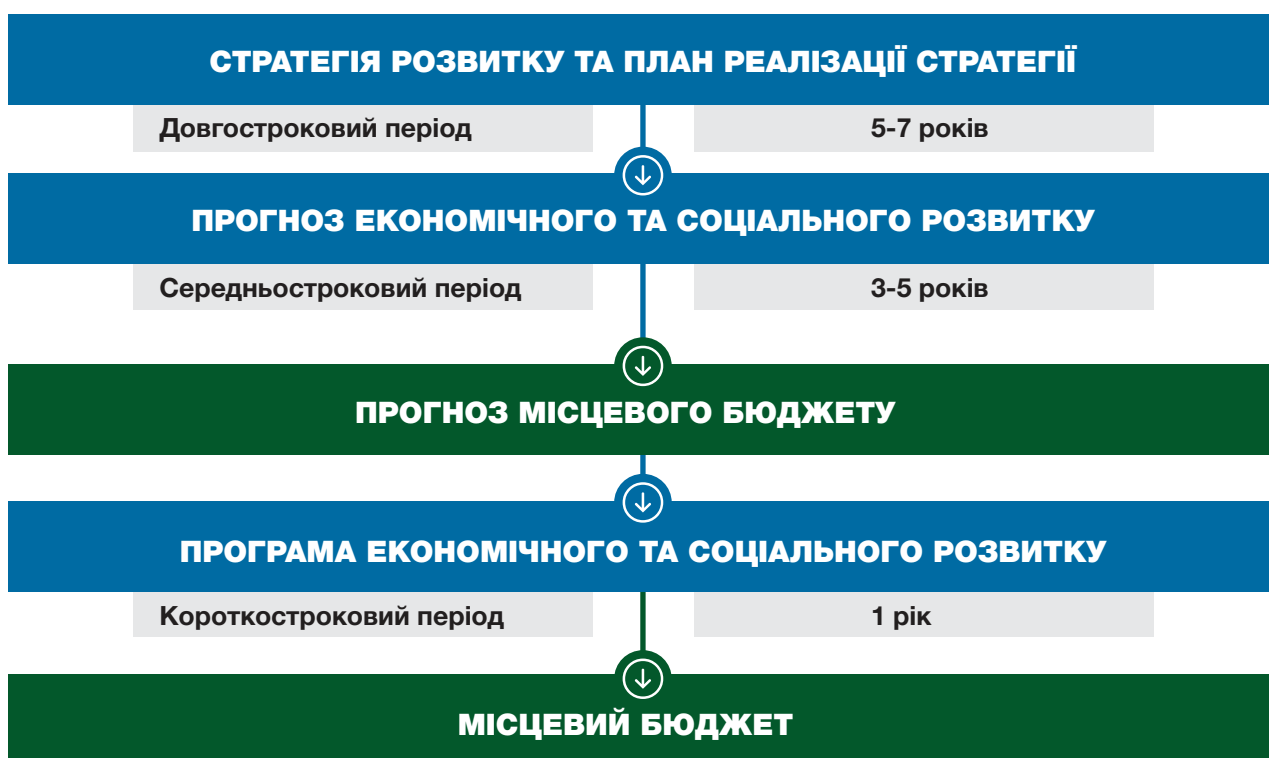 СТРАТЕГІЯ РОЗВИТКУ ТА ПЛАН РЕАЛІЗАЦІЇ СТРАТЕГІЇ
Довгостроковий період 5-7 років
ПРОГНОЗ ЕКОНОМІЧНОГО ТА СОЦІАЛЬНОГО РОЗВИТКУ
Середньостроковий період 3-5 років
ПРОГНОЗ МІСЦЕВОГО БЮДЖЕТУ
ПРОГРАМА ЕКОНОМІЧНОГО ТА СОЦІАЛЬНОГО РОЗВИТКУ
Короткостроковий період 1 рік
МІСЦЕВИЙ БЮДЖЕТ